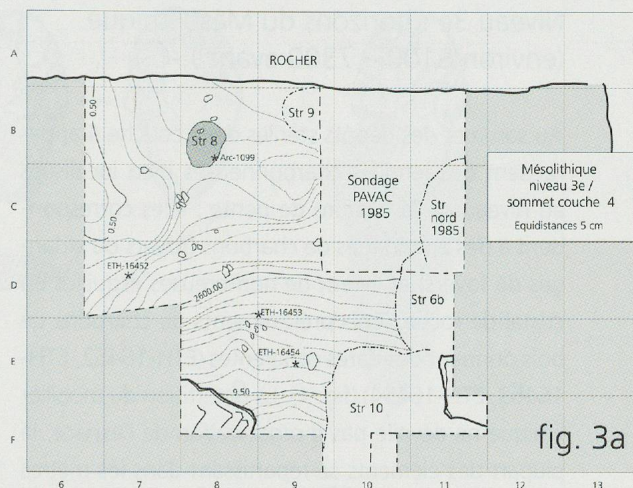 A
ROCHER
0.50
Str 9
B
Str 8
Arc-1099
Mésolithique
niveau 3e /
sommet couche 4
Equidistances 5 cm
Sondage
PAVAC
1985
Str
nord
1985
C
0.50
ETH-16452
D
2600.00
Str 6b
ETH-16453
E
ETH-16454
9.50
Str 10
F
fig. 3a
6 7 8 9 10 11 12 13